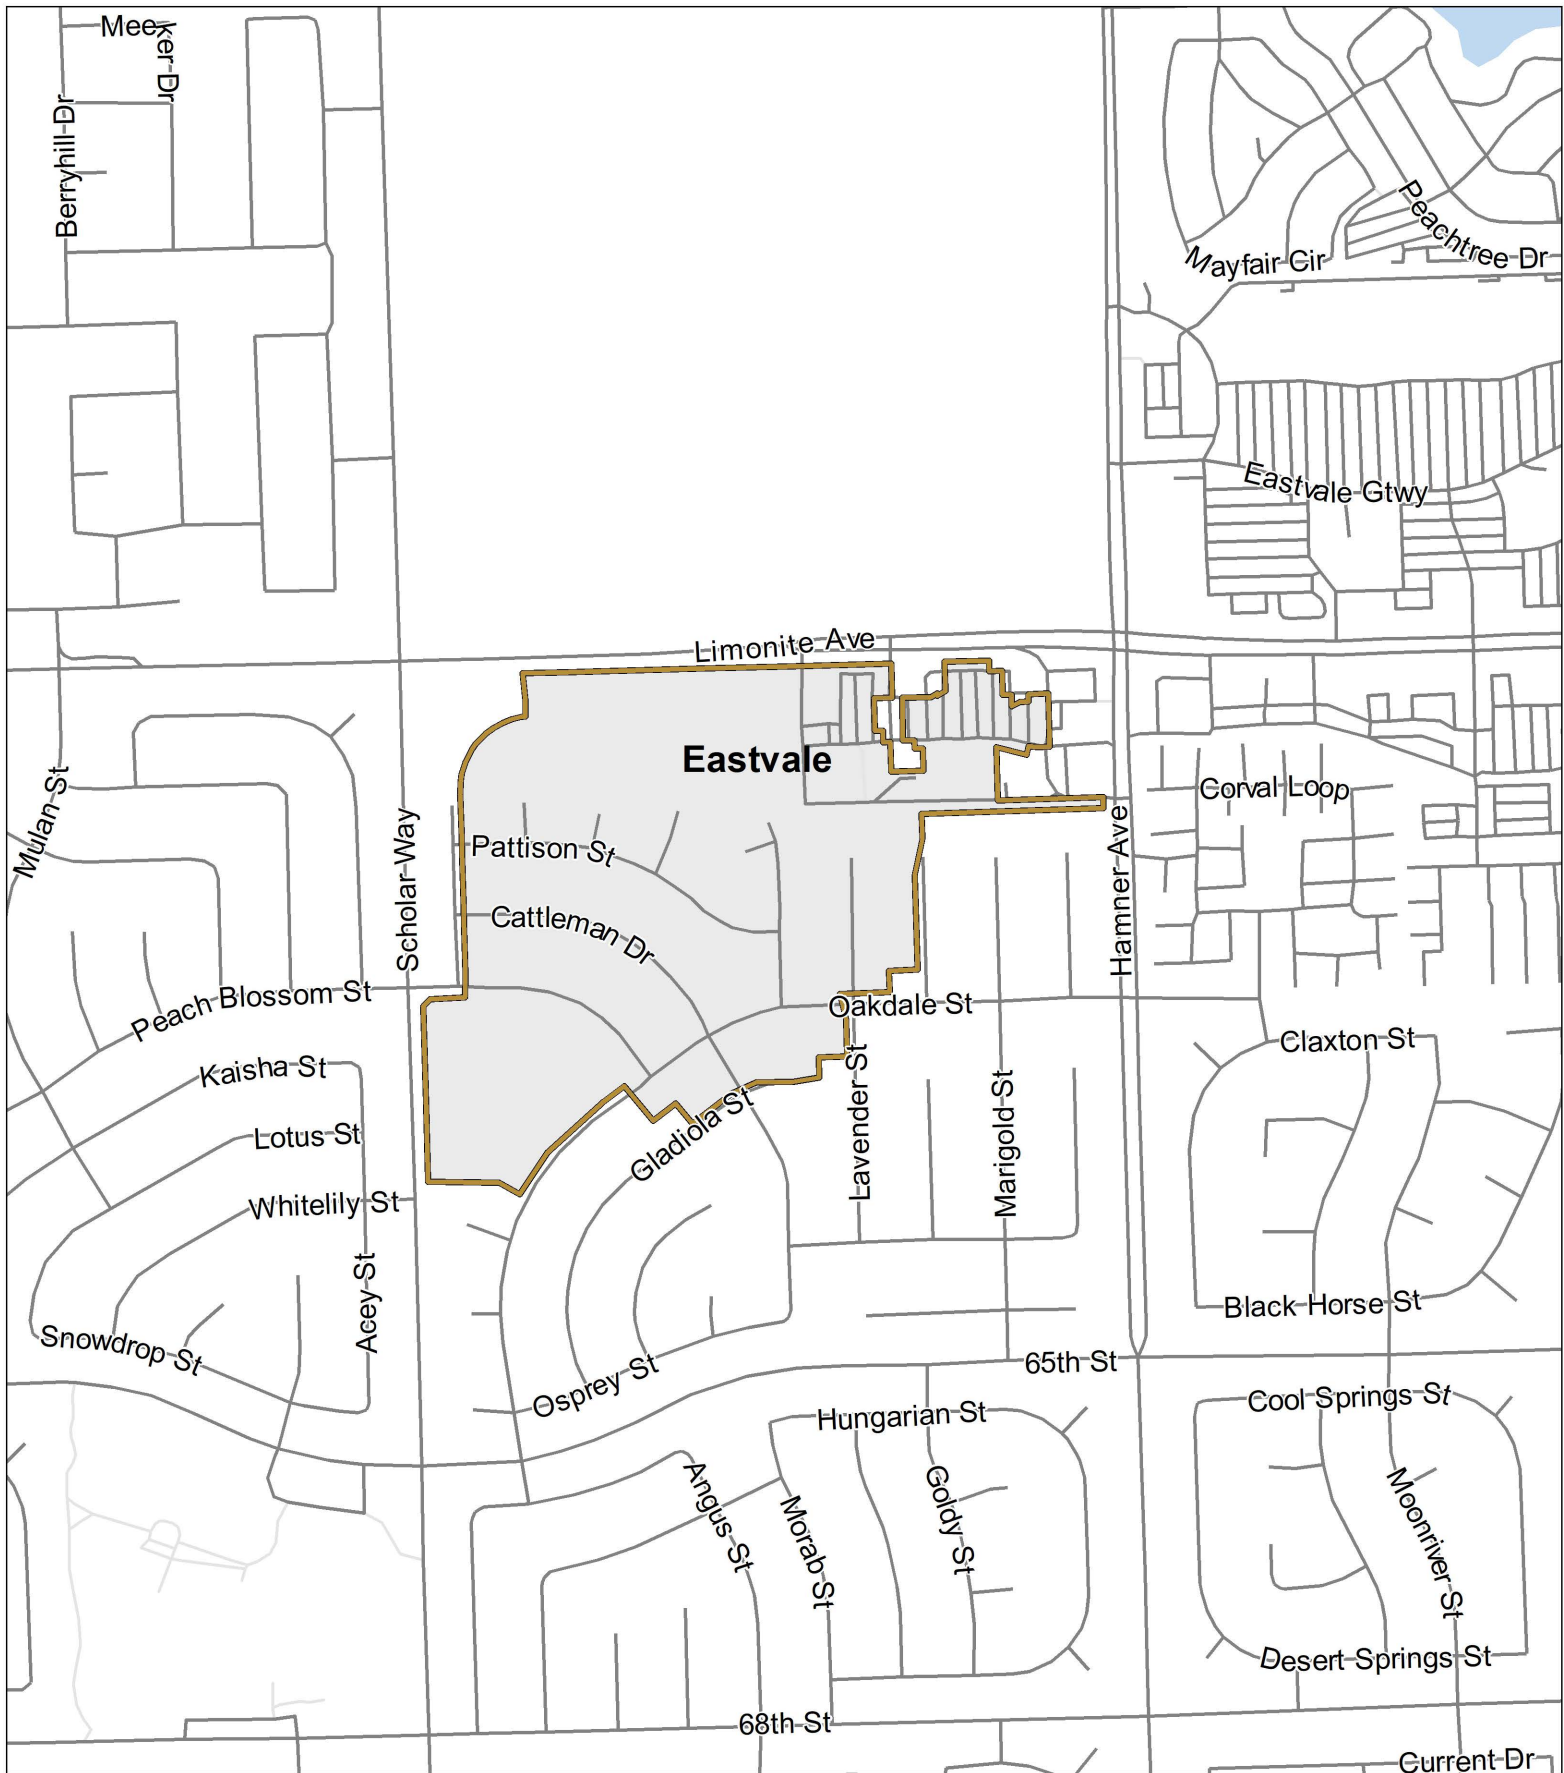 Meeker Dr
Berryhill Dr
Peachtree Dr
Mayfair Cir
Eastvale Gtwy
Limonite Ave
Eastvale
Corval Loop
Mulan St
Scholar Way
Hamner Ave
Pattison St
Cattleman Dr
Peach Blossom St
Oakdale St
Claxton St
Kaisha St
Lotus St
Whitelily St
Gladiola St
Lavender St
Marigold St
Acey St
Snowdrop St
Black Horse St
65th St
Osprey St
Cool Springs St
Hungarian St
Angus St
Morab St
Goldy St
Moonriver St
Desert Springs St
68th St
Current Dr